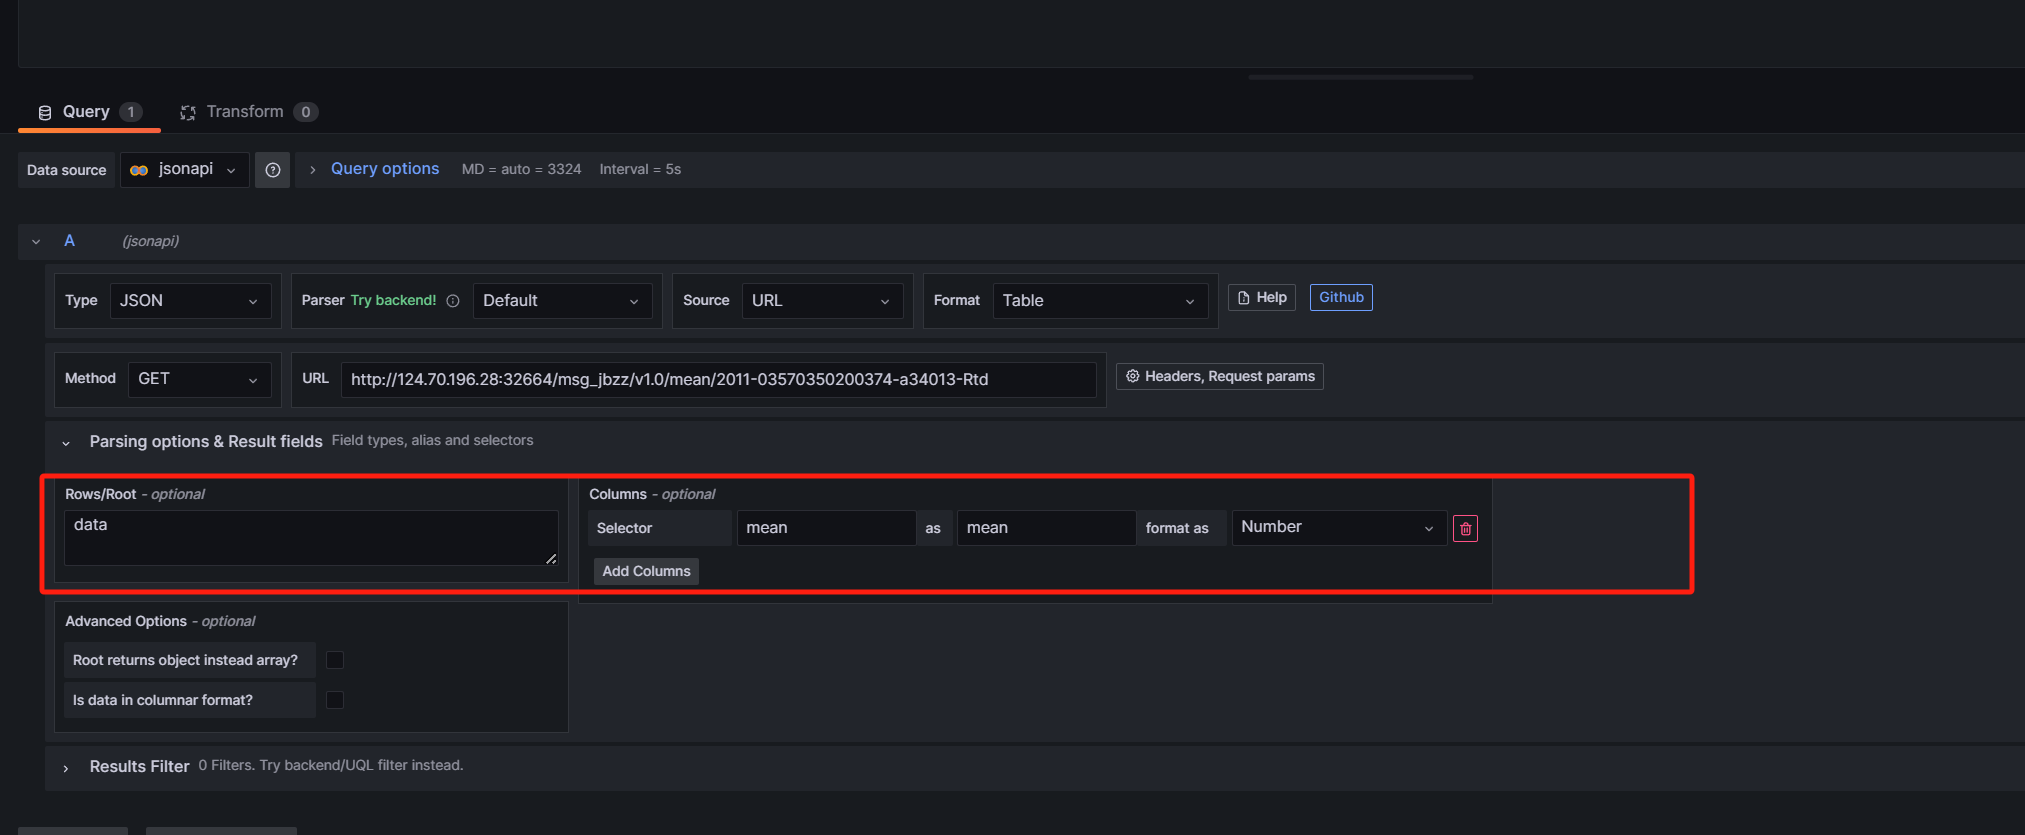 Query 1 Transform 0
Data source jsonapi Query options MD = auto = 3324 Interval = 5s
A (jsonapi)
Type JSON Parser Try backend! Default Source URL Format Table Help Github
Method GET URL http://124.70.196.28:32664/msg_jbzz/v1.0/mean/2011-03570350200374-a34013-Rtd Headers, Request params
Parsing options & Result fields Field types, alias and selectors
Rows/Root - optional
data
Columns - optional
Selector mean as mean format as Number
Add Columns
Advanced Options - optional
Root returns object instead array?
Is data in columnar format?
Results Filter 0 Filters. Try backend/UQL filter instead.